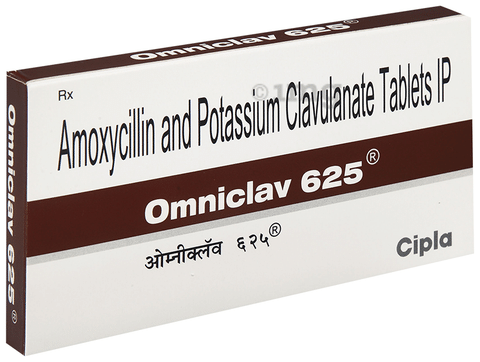 Rx
Amoxycillin and Potassium Clavulanate Tablets IP
Omniclav 625®
ओम्नीक्लॅव ६२५®
Cipla
Omniclav 625®